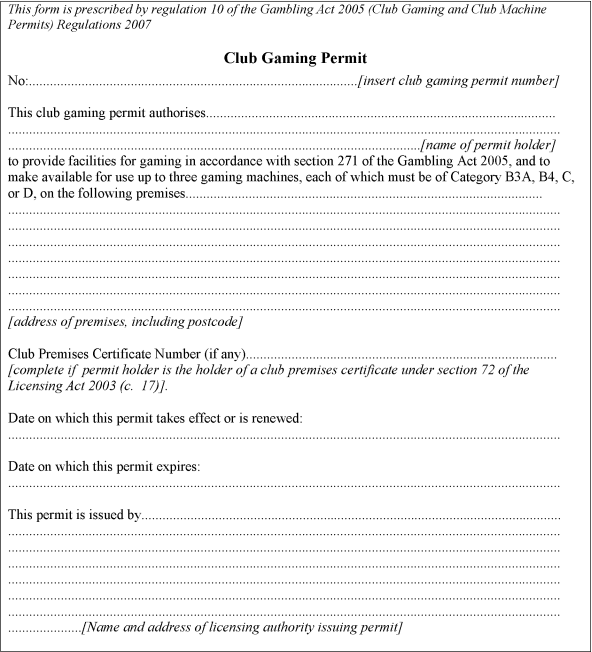 This form is prescribed by regulation 10 of the Gambling Act 2005 (Club Gaming and Club Machine
Permits) Regulations 2007
Club Gaming Permit
No:..............................................................................................[insert club gaming permit number]
This club gaming permit authorises....................................................................................................
..............................................................................................................................................................
......................................................................................................................[name of permit holder]
to provide facilities for gaming in accordance with section 271 of the Gambling Act 2005, and to
make available for use up to three gaming machines, each of which must be of Category B3A, B4, C,
or D, on the following premises......................................................................................................
..............................................................................................................................................................
..............................................................................................................................................................
..............................................................................................................................................................
..............................................................................................................................................................
..............................................................................................................................................................
..............................................................................................................................................................
..............................................................................................................................................................
[address of premises, including postcode]
Club Premises Certificate Number (if any).........................................................................................
[complete if permit holder is the holder of a club premises certificate under section 72 of the
Licensing Act 2003 (c. 17)].
Date on which this permit takes effect or is renewed:
..............................................................................................................................................................
Date on which this permit expires:
..............................................................................................................................................................
This permit is issued by........................................................................................................................
..............................................................................................................................................................
..............................................................................................................................................................
..............................................................................................................................................................
..............................................................................................................................................................
..............................................................................................................................................................
..............................................................................................................................................................
.....................[Name and address of licensing authority issuing permit]